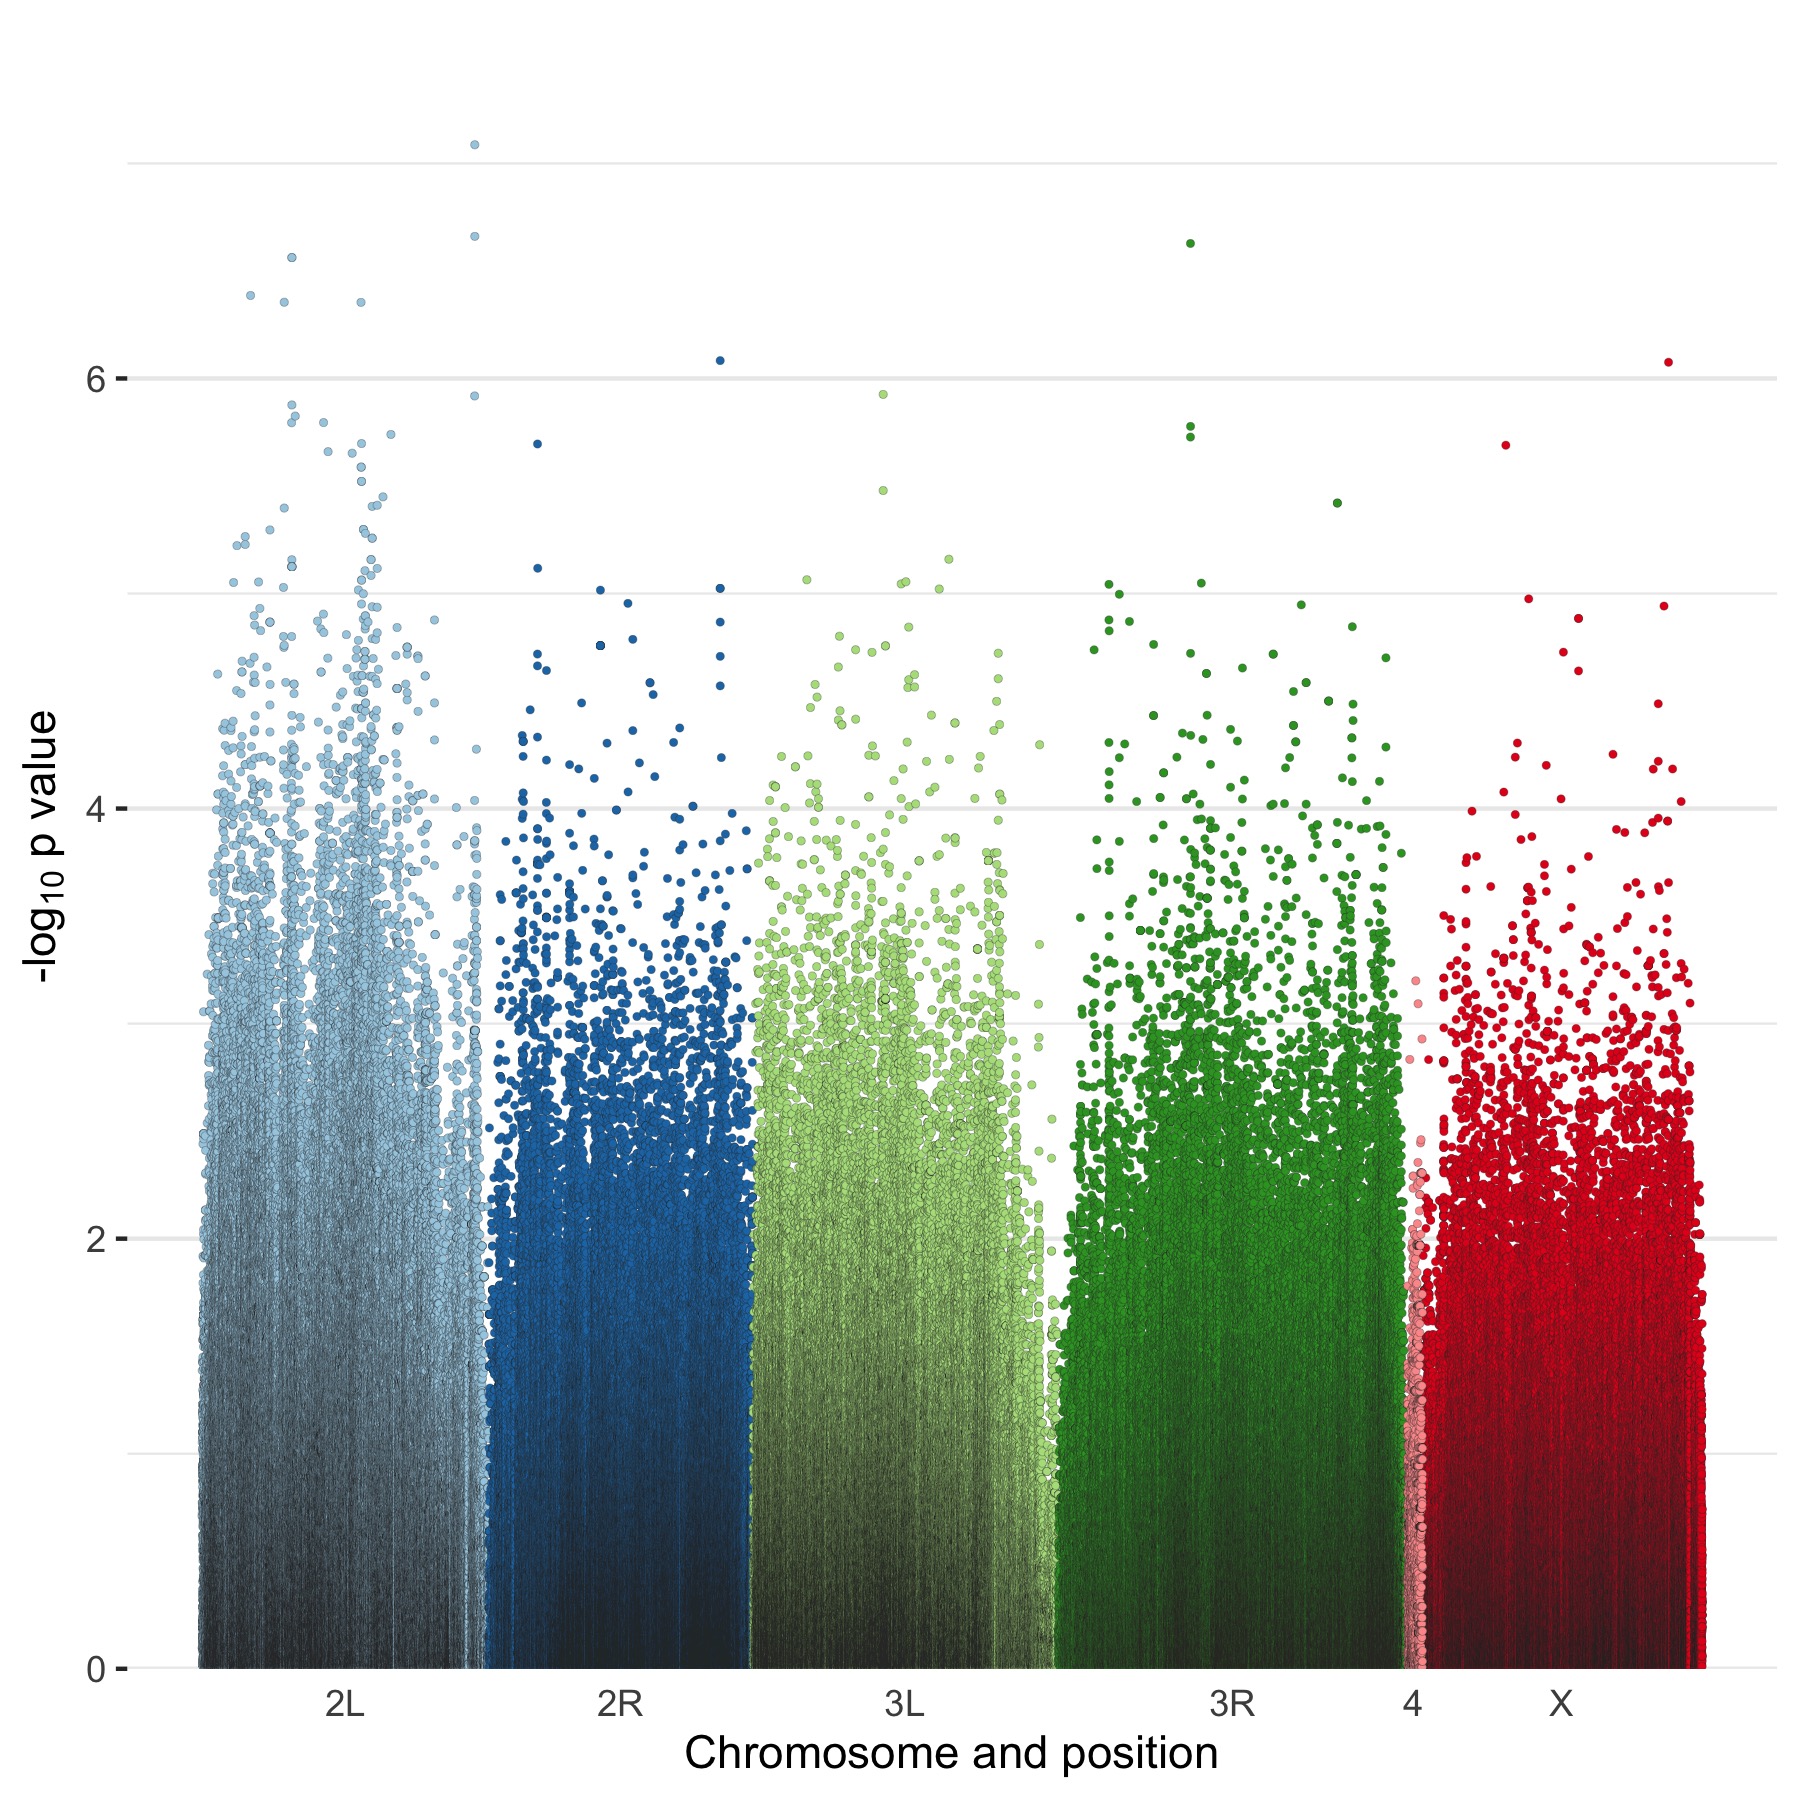 -log₁₀ p value
6
4
2
0
2L 2R 3L 3R 4 X
Chromosome and position